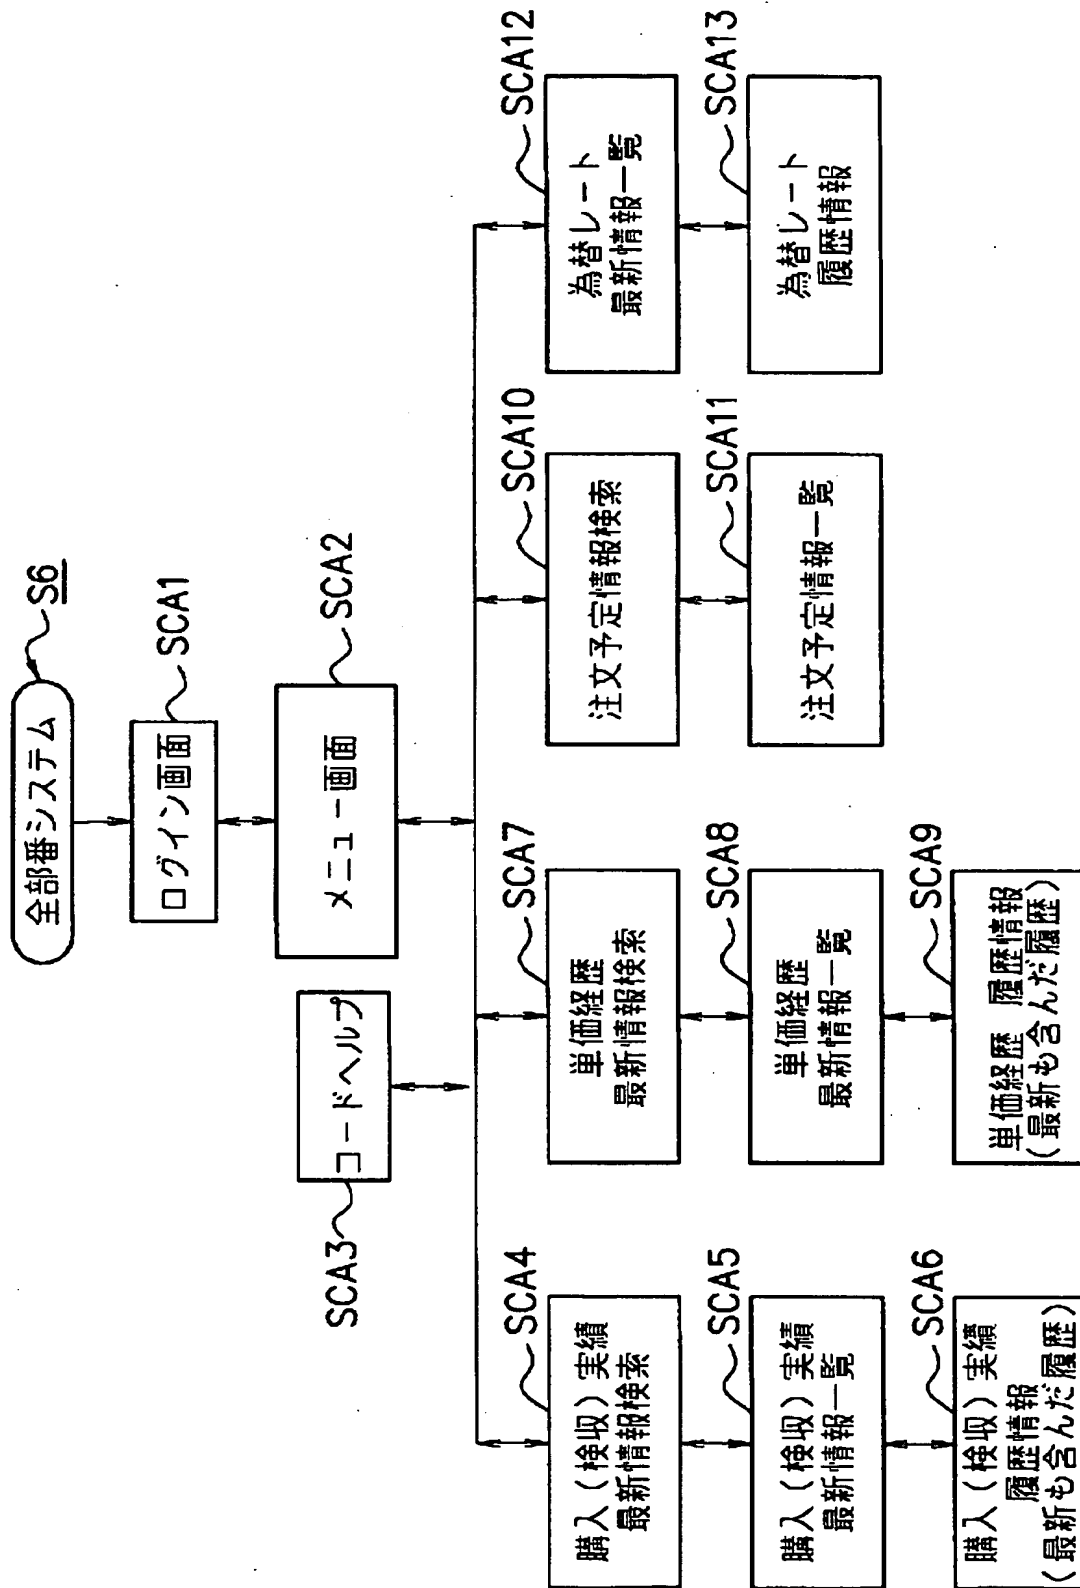 全部番システム
S6
ログイン画面
SCA1
メニュー画面
SCA2
コードヘルプ
SCA3
購入(検収)実績
最新情報検索
SCA4
購入(検収)実績
最新情報一覧
SCA5
購入(検収)実績
履歴情報
(最新も含んだ履歴)
SCA6
単価経歴
最新情報検索
SCA7
単価経歴
最新情報一覧
SCA8
単価経歴 履歴情報
(最新も含んだ履歴)
SCA9
注文予定情報検索
SCA10
注文予定情報一覧
SCA11
為替レート
最新情報一覧
SCA12
為替レート
履歴情報
SCA13